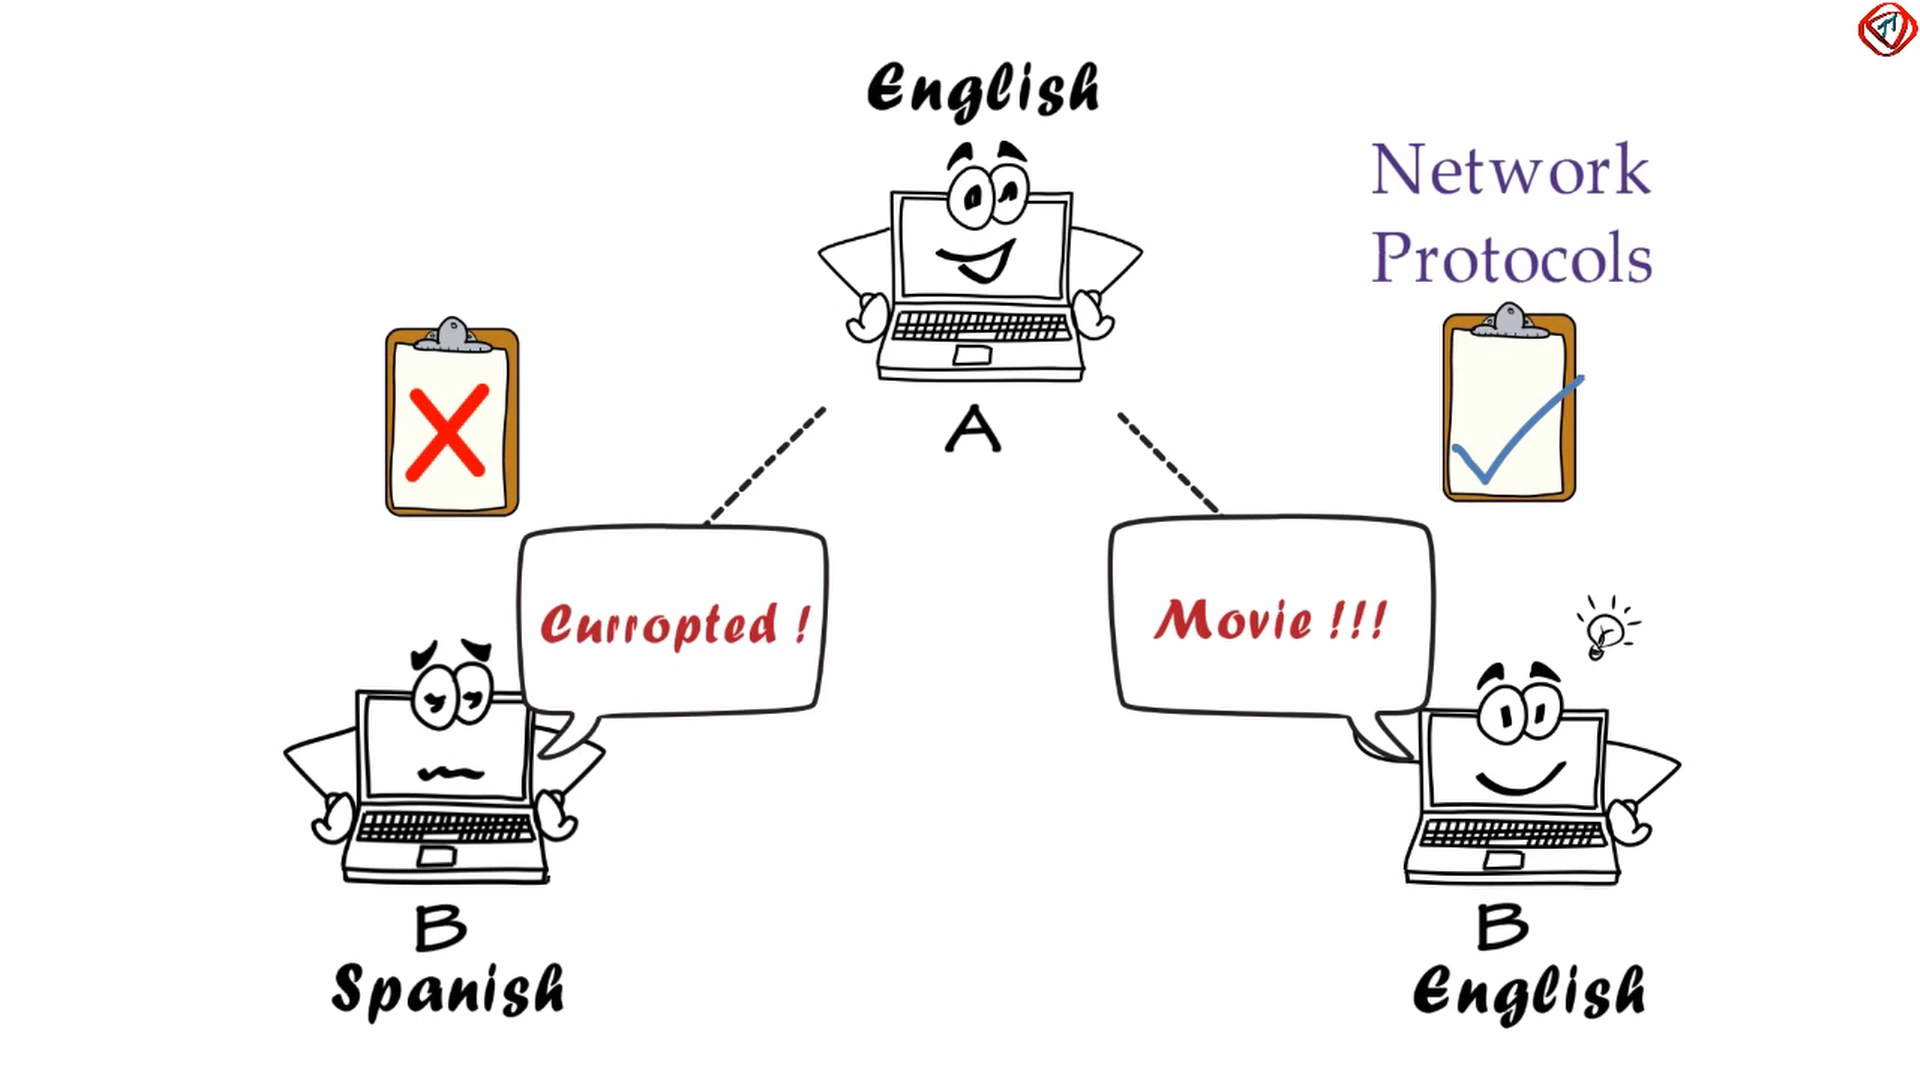 English
Network
Protocols
A
Curropted !
Movie !!!
B
Spanish
B
English